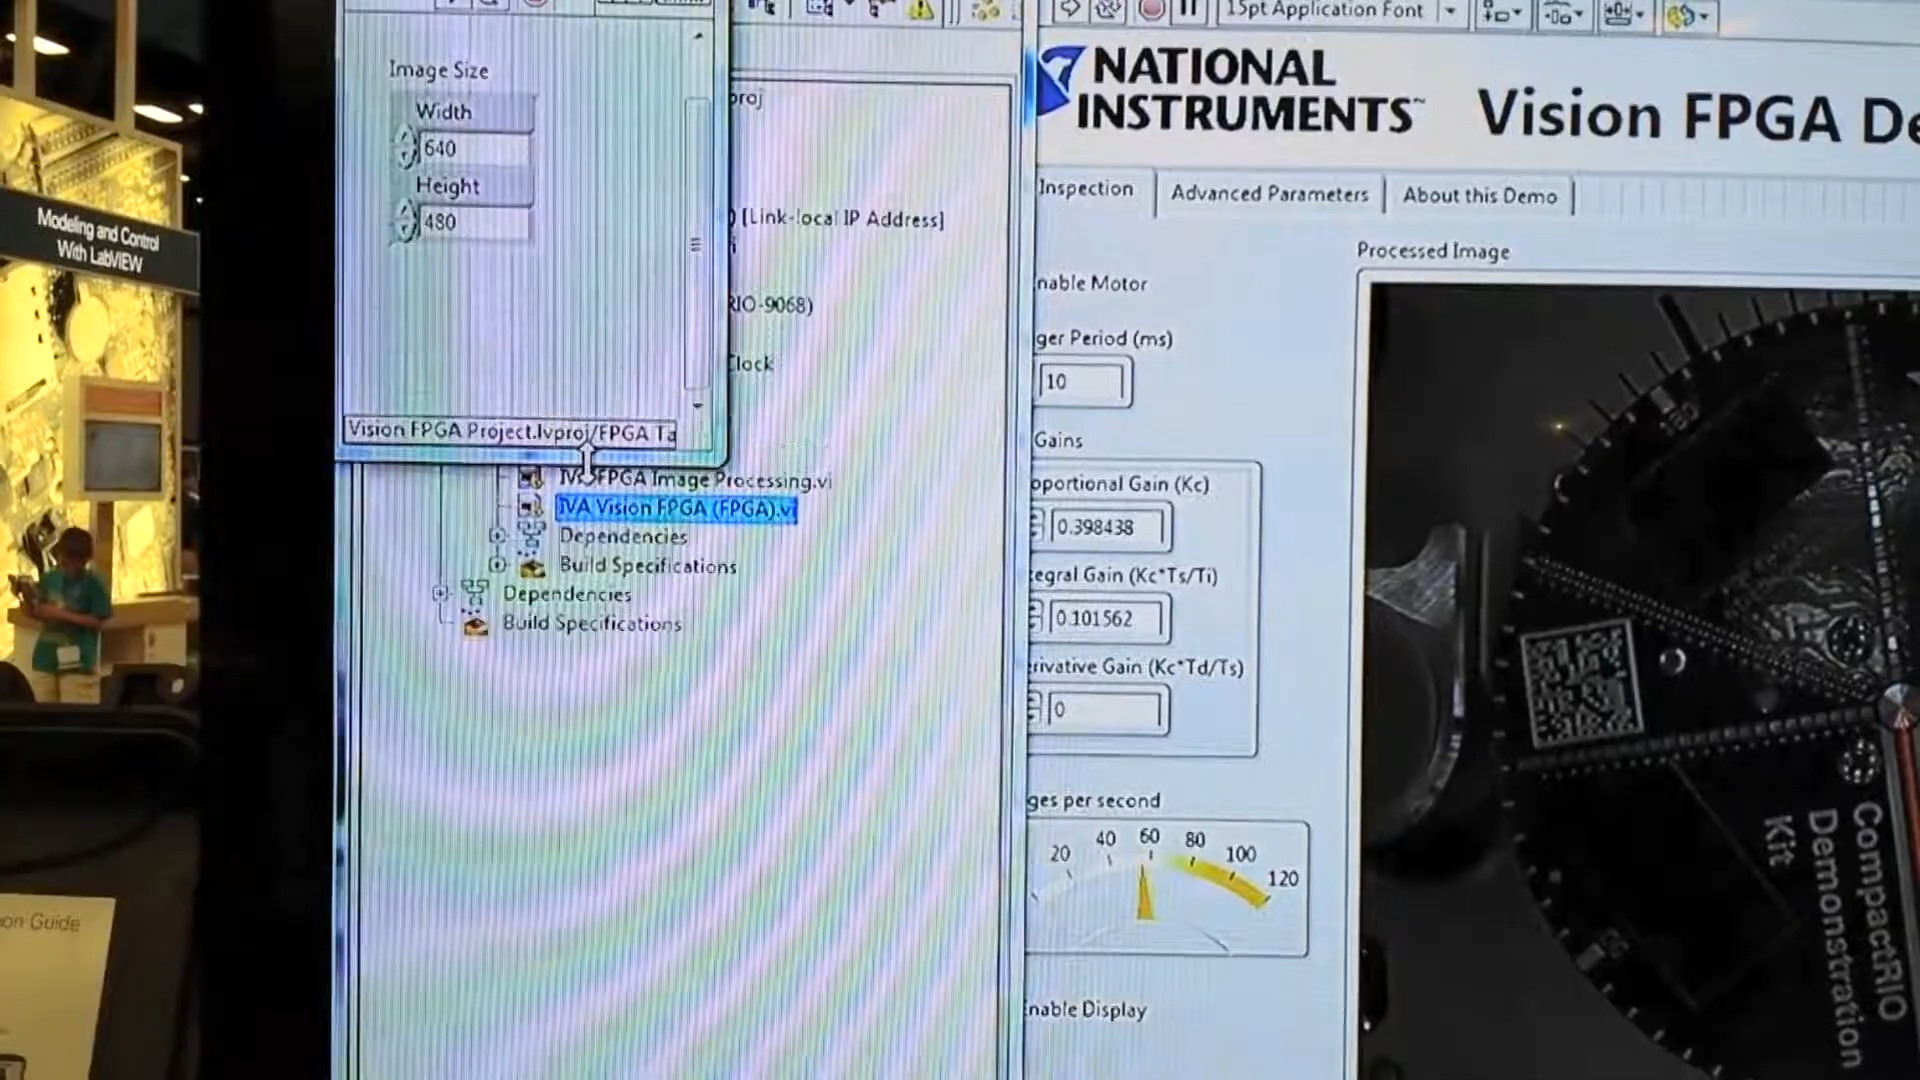 Modeling and Control
With LabVIEW
Guide
Image Size
Width
640
Height
480
Vision FPGA Project.lvproj/FPGA Ta
[Link-local IP Address]
RIO-9068)
Clock
FPGA Image Processing.vi
IVA Vision FPGA (FPGA).vi
Dependencies
Build Specifications
Dependencies
Build Specifications
15pt Application Font
NATIONAL
INSTRUMENTS™
Vision FPGA De
Inspection
Advanced Parameters
About this Demo
Processed Image
nable Motor
ger Period (ms)
10
Gains
oportional Gain (Kc)
0.398438
tegral Gain (Kc*Ts/Ti)
0.101562
rivative Gain (Kc*Td/Ts)
0
ges per second
20
40
60
80
100
120
nable Display
CompactRIO
Demonstration
Kit